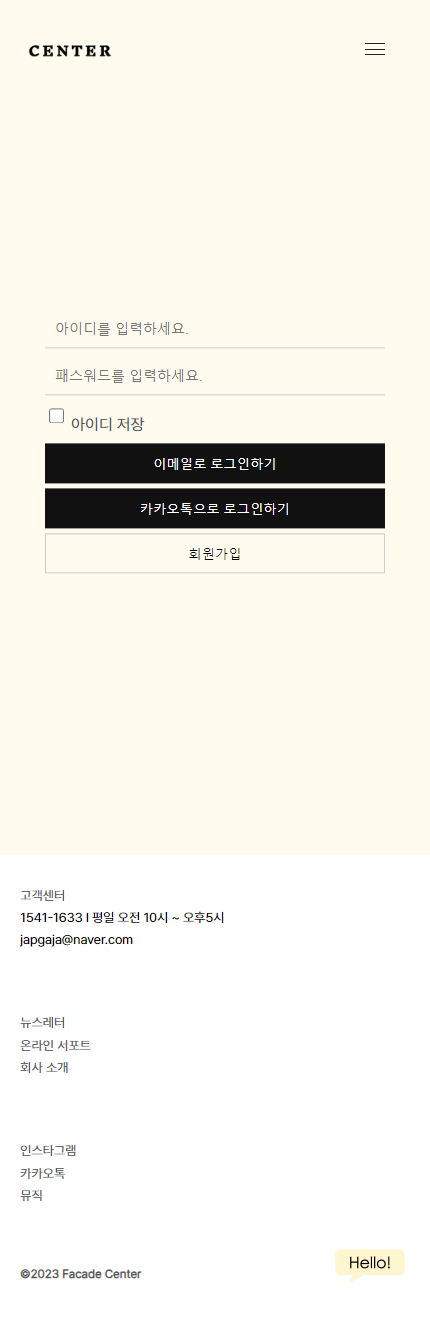 CENTER
아이디를 입력하세요.
패스워드를 입력하세요.
아이디 저장
이메일로 로그인하기
카카오톡으로 로그인하기
회원가입
고객센터
1541-1633 I 평일 오전 10시 ~ 오후5시
japgaja@naver.com
뉴스레터
온라인 서포트
회사 소개
인스타그램
카카오톡
뮤직
Hello!
©2023 Facade Center